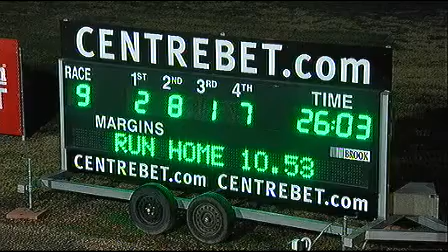 CENTREBET.com
RACE 1ST 2ND 3RD 4TH TIME
9 2 8 1 7 26:03
MARGINS
RUN HOME 10.53
BROOK
CENTREBET.com CENTREBET.com